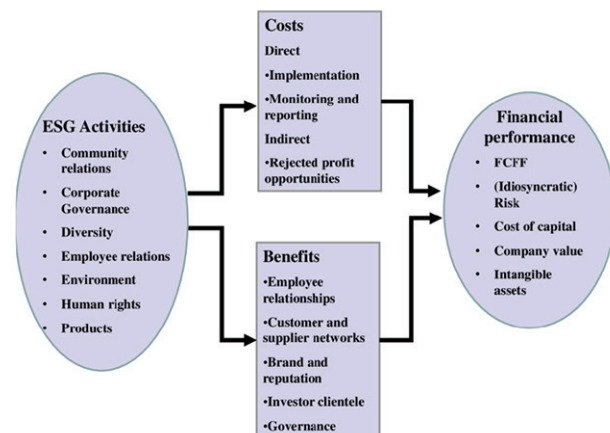 ESG Activities
• Community
relations
• Corporate
Governance
• Diversity
• Employee relations
• Environment
• Human rights
• Products
Costs
Direct
•Implementation
•Monitoring and
reporting
Indirect
•Rejected profit
opportunities
Benefits
•Employee
relationships
•Customer and
supplier networks
•Brand and
reputation
•Investor clientele
•Governance
Financial
performance
• FCFF
• (Idiosyncratic)
Risk
• Cost of capital
• Company value
• Intangible
assets